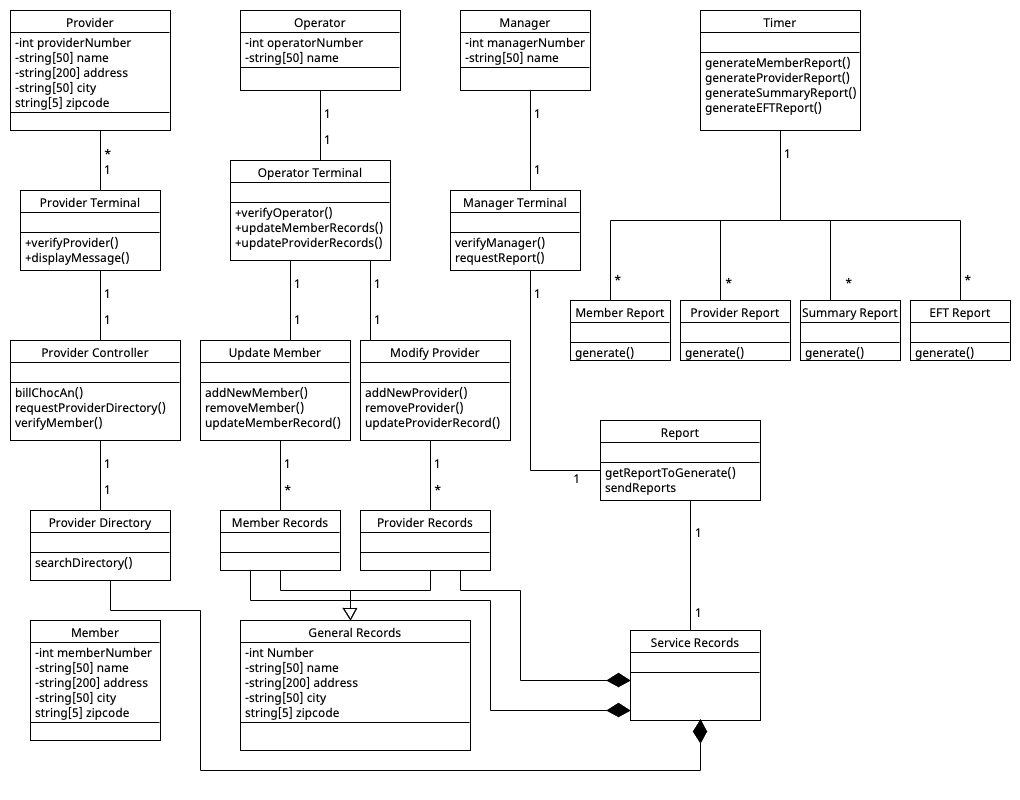 Provider
-int providerNumber
-string[50] name
-string[200] address
-string[50] city
string[5] zipcode
Operator
-int operatorNumber
-string[50] name
Manager
-int managerNumber
-string[50] name
Timer
generateMemberReport()
generateProviderReport()
generateSummaryReport()
generateEFTReport()
*
1
1
1
1
1
1
Provider Terminal
+verifyProvider()
+displayMessage()
Operator Terminal
+verifyOperator()
+updateMemberRecords()
+updateProviderRecords()
Manager Terminal
verifyManager()
requestReport()
1
1
1
1
1
1
1
*
*
*
*
Member Report
generate()
Provider Report
generate()
Summary Report
generate()
EFT Report
generate()
Provider Controller
billChocAn()
requestProviderDirectory()
verifyMember()
Update Member
addNewMember()
removeMember()
updateMemberRecord()
Modify Provider
addNewProvider()
removeProvider()
updateProviderRecord()
Report
getReportToGenerate()
sendReports
1
1
1
1
*
1
*
Provider Directory
searchDirectory()
Member Records
Provider Records
1
1
Member
-int memberNumber
-string[50] name
-string[200] address
-string[50] city
string[5] zipcode
General Records
-int Number
-string[50] name
-string[200] address
-string[50] city
string[5] zipcode
Service Records